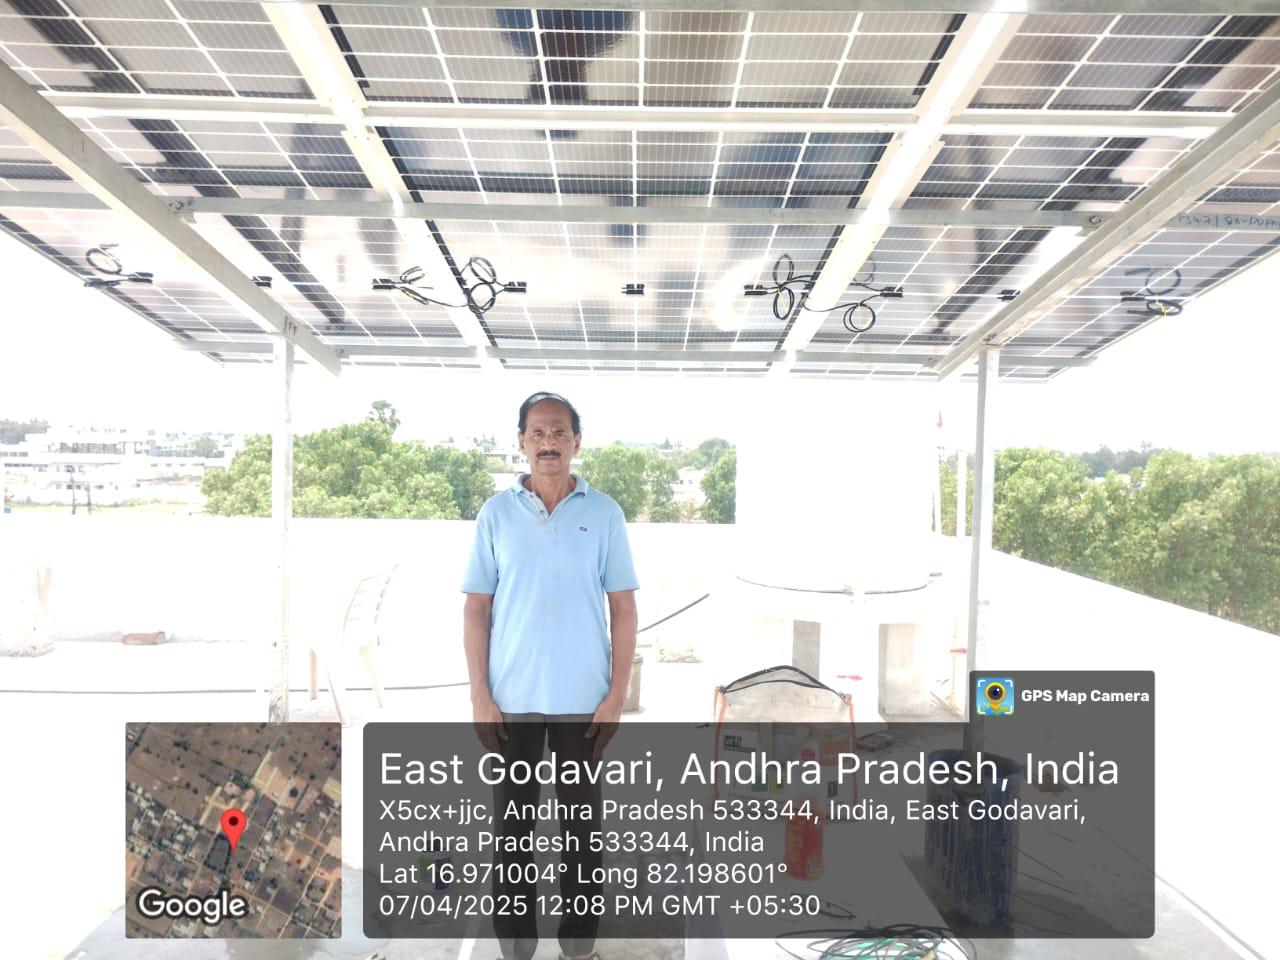 GPS Map Camera
East Godavari, Andhra Pradesh, India
X5cx+jjc, Andhra Pradesh 533344, India, East Godavari,
Andhra Pradesh 533344, India
Lat 16.971004° Long 82.198601°
07/04/2025 12:08 PM GMT +05:30
Google